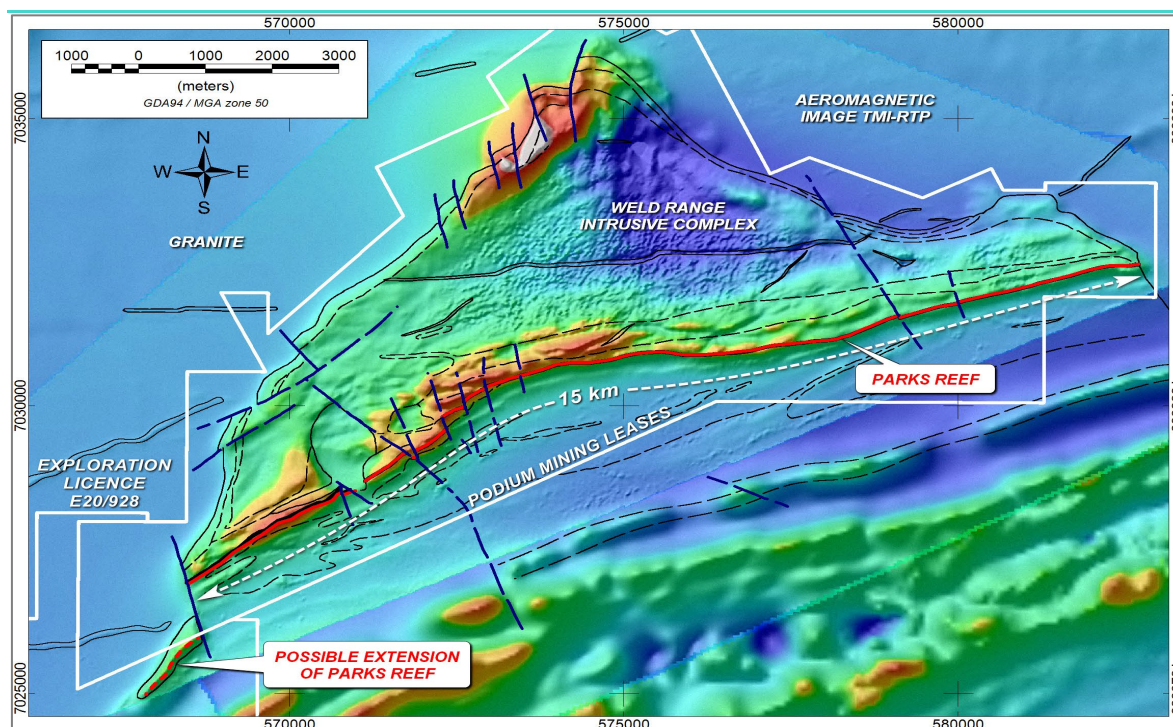 570000
575000
580000
1000 0 1000 2000 3000
(meters)
GDA94 / MGA zone 50
7035000
AEROMAGNETIC
IMAGE TMI-RTP
N
W E
S
WELD RANGE
INTRUSIVE COMPLEX
GRANITE
PARKS REEF
15 km
7030000
PODIUM MINING LEASES
EXPLORATION
LICENCE
E20/928
POSSIBLE EXTENSION
OF PARKS REEF
7025000
570000
575000
580000